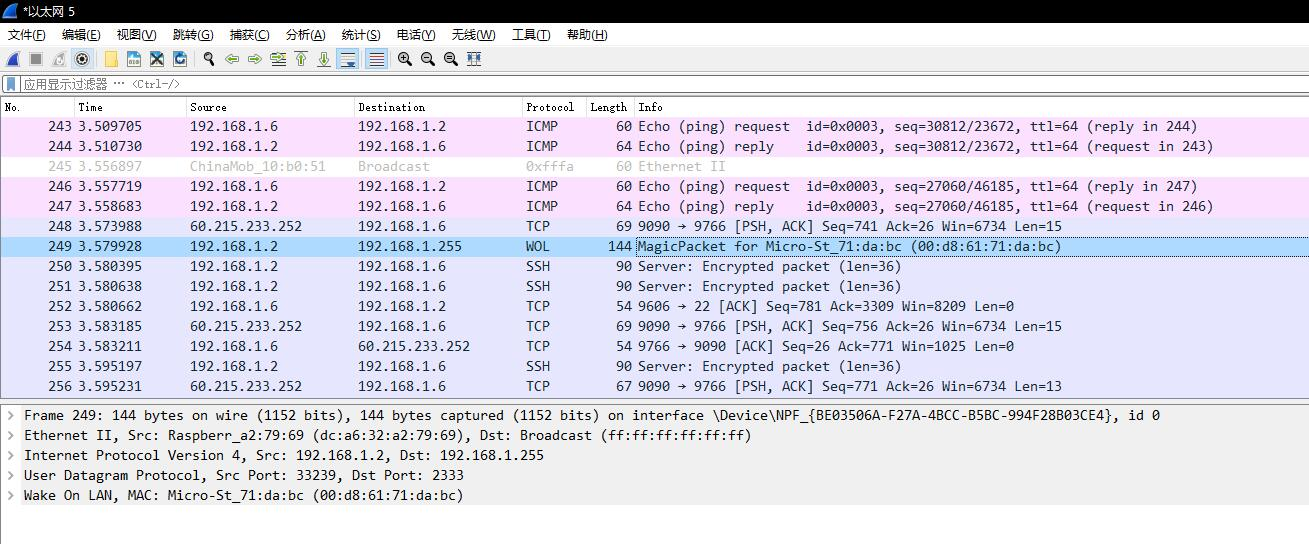 *以太网 5
文件(F) 编辑(E) 视图(V) 跳转(G) 捕获(C) 分析(A) 统计(S) 电话(Y) 无线(W) 工具(T) 帮助(H)
应用显示过滤器 … <Ctrl-/>
No. Time Source Destination Protocol Length Info
243 3.509705 192.168.1.6 192.168.1.2 ICMP 60 Echo (ping) request id=0x0003, seq=30812/23672, ttl=64 (reply in 244)
244 3.510730 192.168.1.2 192.168.1.6 ICMP 64 Echo (ping) reply id=0x0003, seq=30812/23672, ttl=64 (request in 243)
245 3.556897 ChinaMob_10:b0:51 Broadcast 0xfffa 60 Ethernet II
246 3.557719 192.168.1.6 192.168.1.2 ICMP 60 Echo (ping) request id=0x0003, seq=27060/46185, ttl=64 (reply in 247)
247 3.558683 192.168.1.2 192.168.1.6 ICMP 64 Echo (ping) reply id=0x0003, seq=27060/46185, ttl=64 (request in 246)
248 3.573988 60.215.233.252 192.168.1.6 TCP 69 9090 → 9766 [PSH, ACK] Seq=741 Ack=26 Win=6734 Len=15
249 3.579928 192.168.1.2 192.168.1.255 WOL 144 MagicPacket for Micro-St_71:da:bc (00:d8:61:71:da:bc)
250 3.580395 192.168.1.2 192.168.1.6 SSH 90 Server: Encrypted packet (len=36)
251 3.580638 192.168.1.2 192.168.1.6 SSH 90 Server: Encrypted packet (len=36)
252 3.580662 192.168.1.6 192.168.1.2 TCP 54 9606 → 22 [ACK] Seq=781 Ack=3309 Win=8209 Len=0
253 3.583185 60.215.233.252 192.168.1.6 TCP 69 9090 → 9766 [PSH, ACK] Seq=756 Ack=26 Win=6734 Len=15
254 3.583211 192.168.1.6 60.215.233.252 TCP 54 9766 → 9090 [ACK] Seq=26 Ack=771 Win=1025 Len=0
255 3.595197 192.168.1.2 192.168.1.6 SSH 90 Server: Encrypted packet (len=36)
256 3.595231 60.215.233.252 192.168.1.6 TCP 67 9090 → 9766 [PSH, ACK] Seq=771 Ack=26 Win=6734 Len=13
Frame 249: 144 bytes on wire (1152 bits), 144 bytes captured (1152 bits) on interface \Device\NPF_{BE03506A-F27A-4BCC-B5BC-994F28B03CE4}, id 0
Ethernet II, Src: Raspberr_a2:79:69 (dc:a6:32:a2:79:69), Dst: Broadcast (ff:ff:ff:ff:ff:ff)
Internet Protocol Version 4, Src: 192.168.1.2, Dst: 192.168.1.255
User Datagram Protocol, Src Port: 33239, Dst Port: 2333
Wake On LAN, MAC: Micro-St_71:da:bc (00:d8:61:71:da:bc)